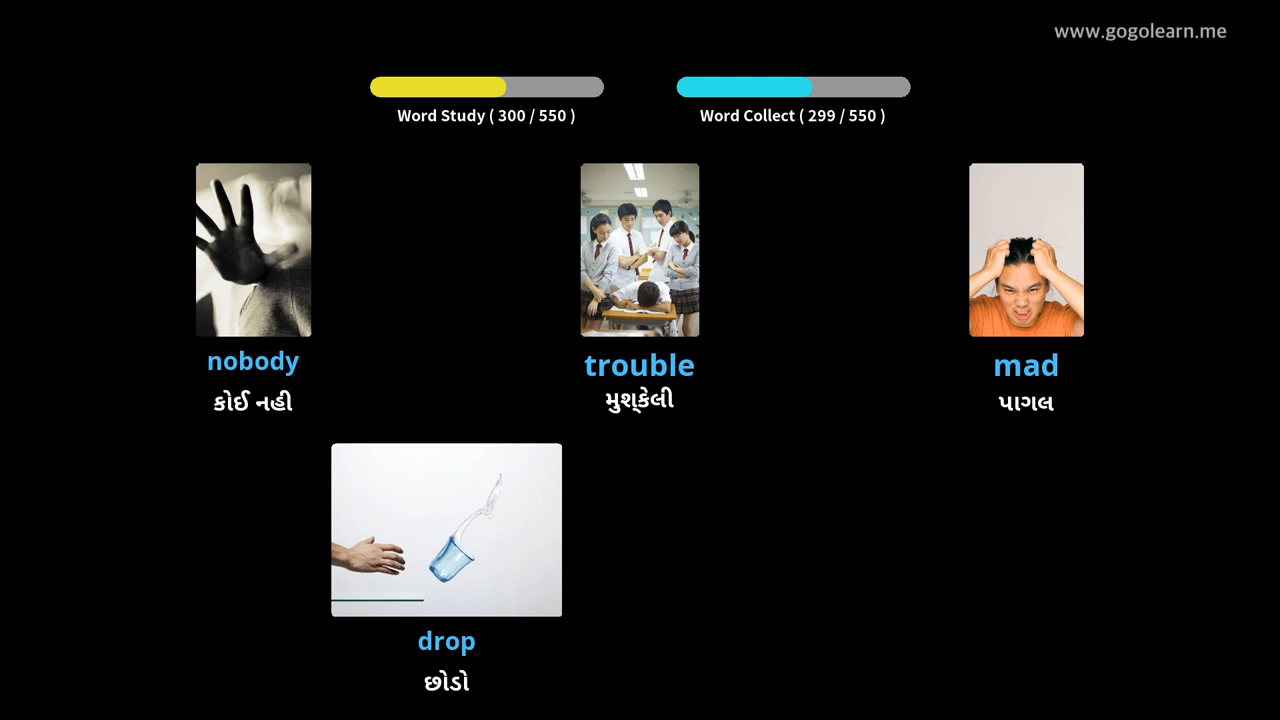 www.gogolearn.me
Word Study ( 300 / 550 )
Word Collect ( 299 / 550 )
nobody
કોઈ નહી
trouble
મુશ્કેલી
mad
પાગલ
drop
છોડો